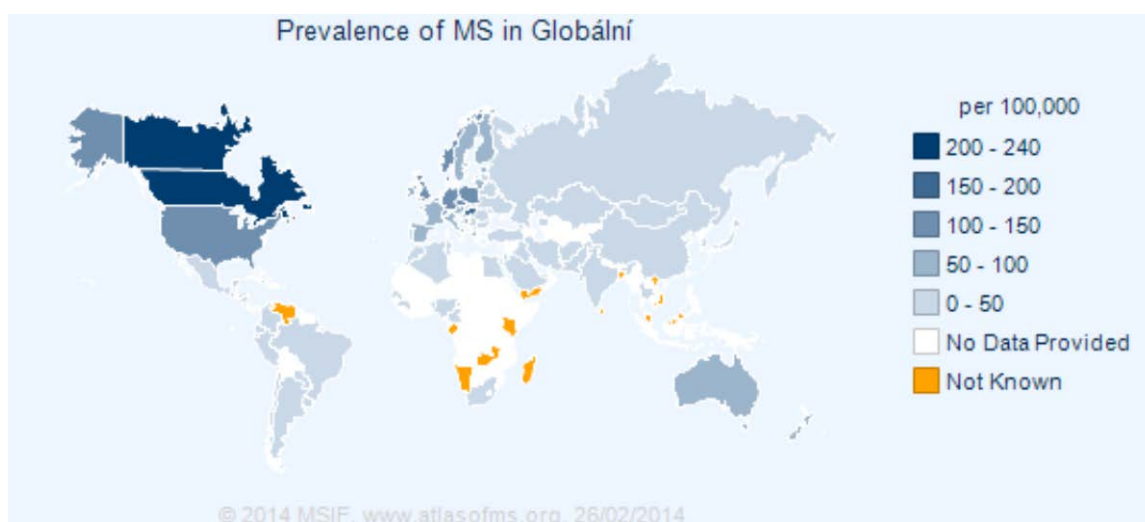 Prevalence of MS in Globální
per 100,000
200 - 240
150 - 200
100 - 150
50 - 100
0 - 50
No Data Provided
Not Known
© 2014 MSIF, www.atlasofms.org, 26/02/2014